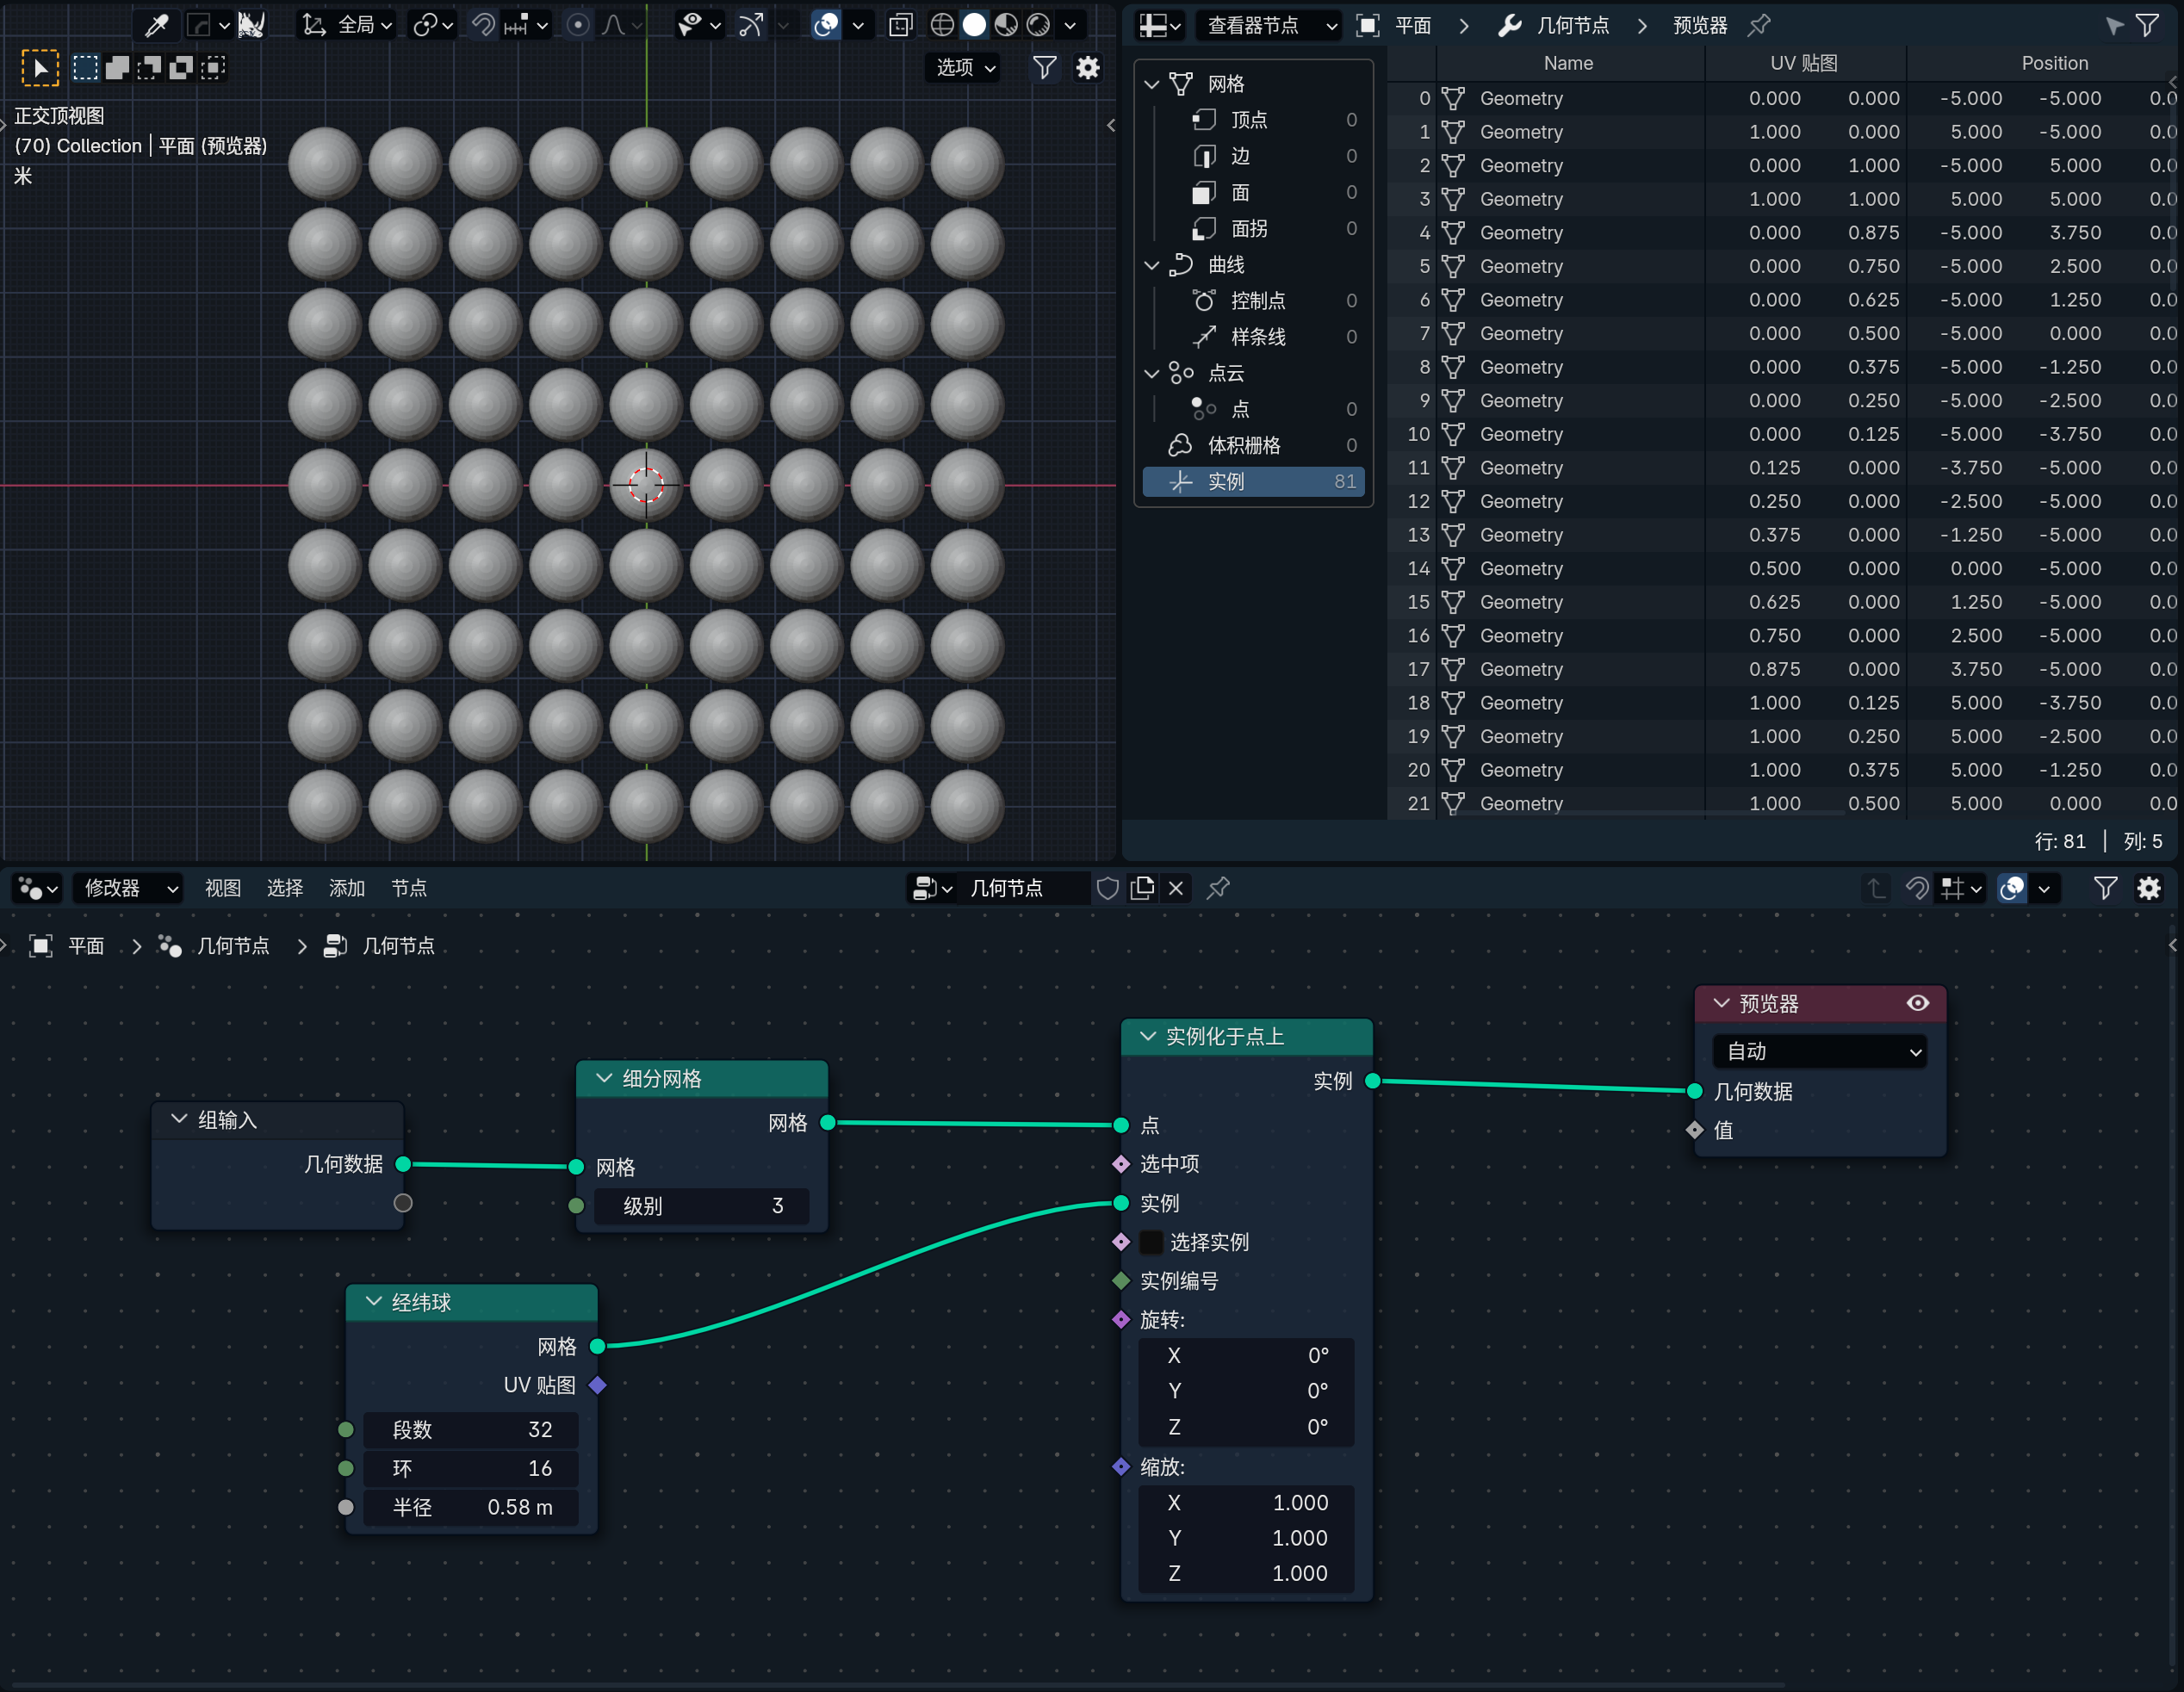 全局
选项
正交顶视图
(70) Collection | 平面 (预览器)
米
查看器节点 平面 几何节点 预览器
网格
顶点 0
边 0
面 0
面拐 0
曲线
控制点 0
样条线 0
点云
点 0
体积栅格 0
实例 81
Name UV 贴图 Position
0 Geometry 0.000 0.000 -5.000 -5.000 0.0
1 Geometry 1.000 0.000 5.000 -5.000 0.0
2 Geometry 0.000 1.000 -5.000 5.000 0.0
3 Geometry 1.000 1.000 5.000 5.000 0.0
4 Geometry 0.000 0.875 -5.000 3.750 0.0
5 Geometry 0.000 0.750 -5.000 2.500 0.0
6 Geometry 0.000 0.625 -5.000 1.250 0.0
7 Geometry 0.000 0.500 -5.000 0.000 0.0
8 Geometry 0.000 0.375 -5.000 -1.250 0.0
9 Geometry 0.000 0.250 -5.000 -2.500 0.0
10 Geometry 0.000 0.125 -5.000 -3.750 0.0
11 Geometry 0.125 0.000 -3.750 -5.000 0.0
12 Geometry 0.250 0.000 -2.500 -5.000 0.0
13 Geometry 0.375 0.000 -1.250 -5.000 0.0
14 Geometry 0.500 0.000 0.000 -5.000 0.0
15 Geometry 0.625 0.000 1.250 -5.000 0.0
16 Geometry 0.750 0.000 2.500 -5.000 0.0
17 Geometry 0.875 0.000 3.750 -5.000 0.0
18 Geometry 1.000 0.125 5.000 -3.750 0.0
19 Geometry 1.000 0.250 5.000 -2.500 0.0
20 Geometry 1.000 0.375 5.000 -1.250 0.0
21 Geometry 1.000 0.500 5.000 0.000 0.0
行: 81 | 列: 5
修改器 视图 选择 添加 节点 几何节点
平面 几何节点 几何节点
组输入
几何数据
细分网格
网格
网格
级别 3
经纬球
网格
UV 贴图
段数 32
环 16
半径 0.58 m
实例化于点上
实例
点
选中项
实例
选择实例
实例编号
旋转:
X 0°
Y 0°
Z 0°
缩放:
X 1.000
Y 1.000
Z 1.000
预览器
自动
几何数据
值